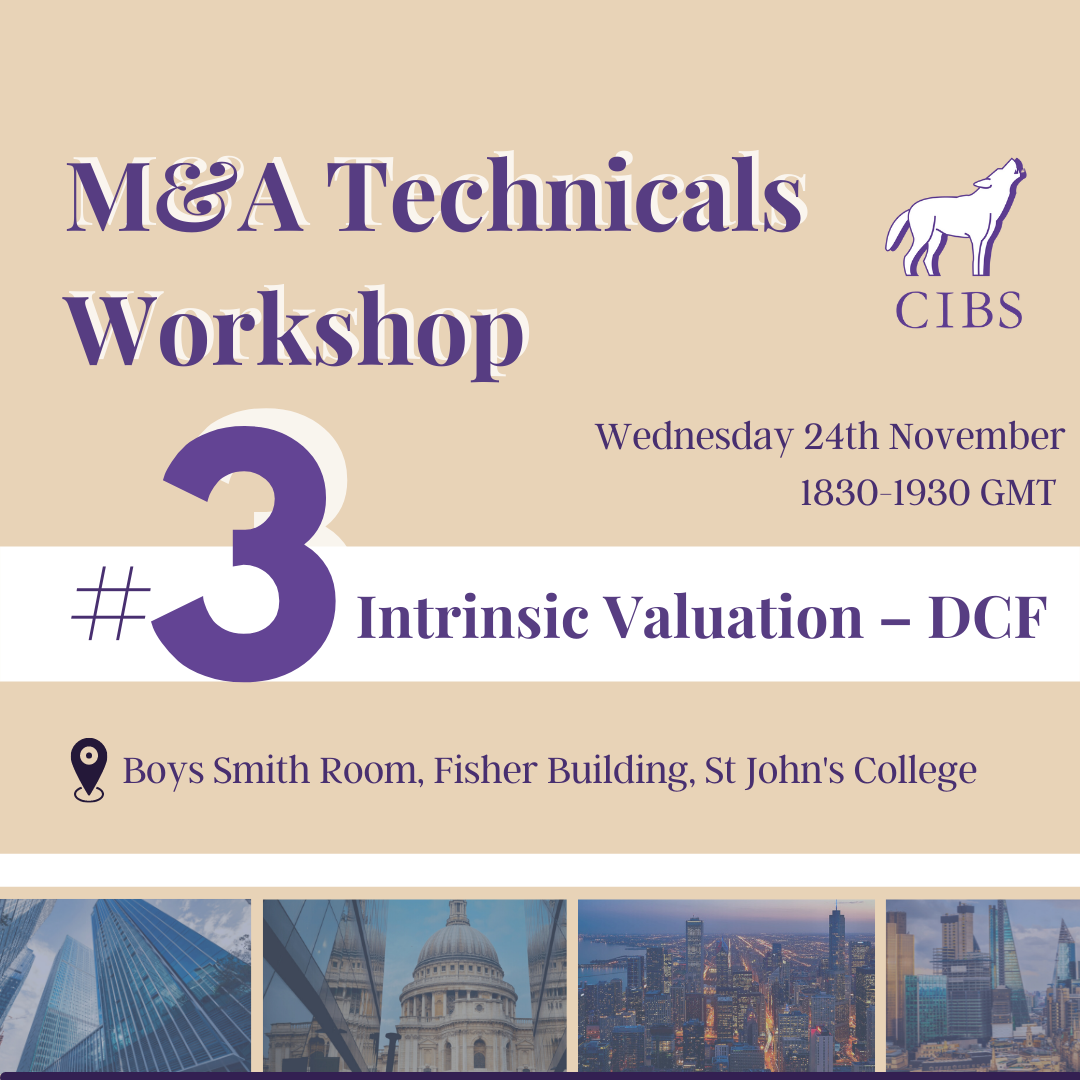 M&A Technicals
Workshop
CIBS
Wednesday 24th November
1830-1930 GMT
#3 Intrinsic Valuation – DCF
Boys Smith Room, Fisher Building, St John's College